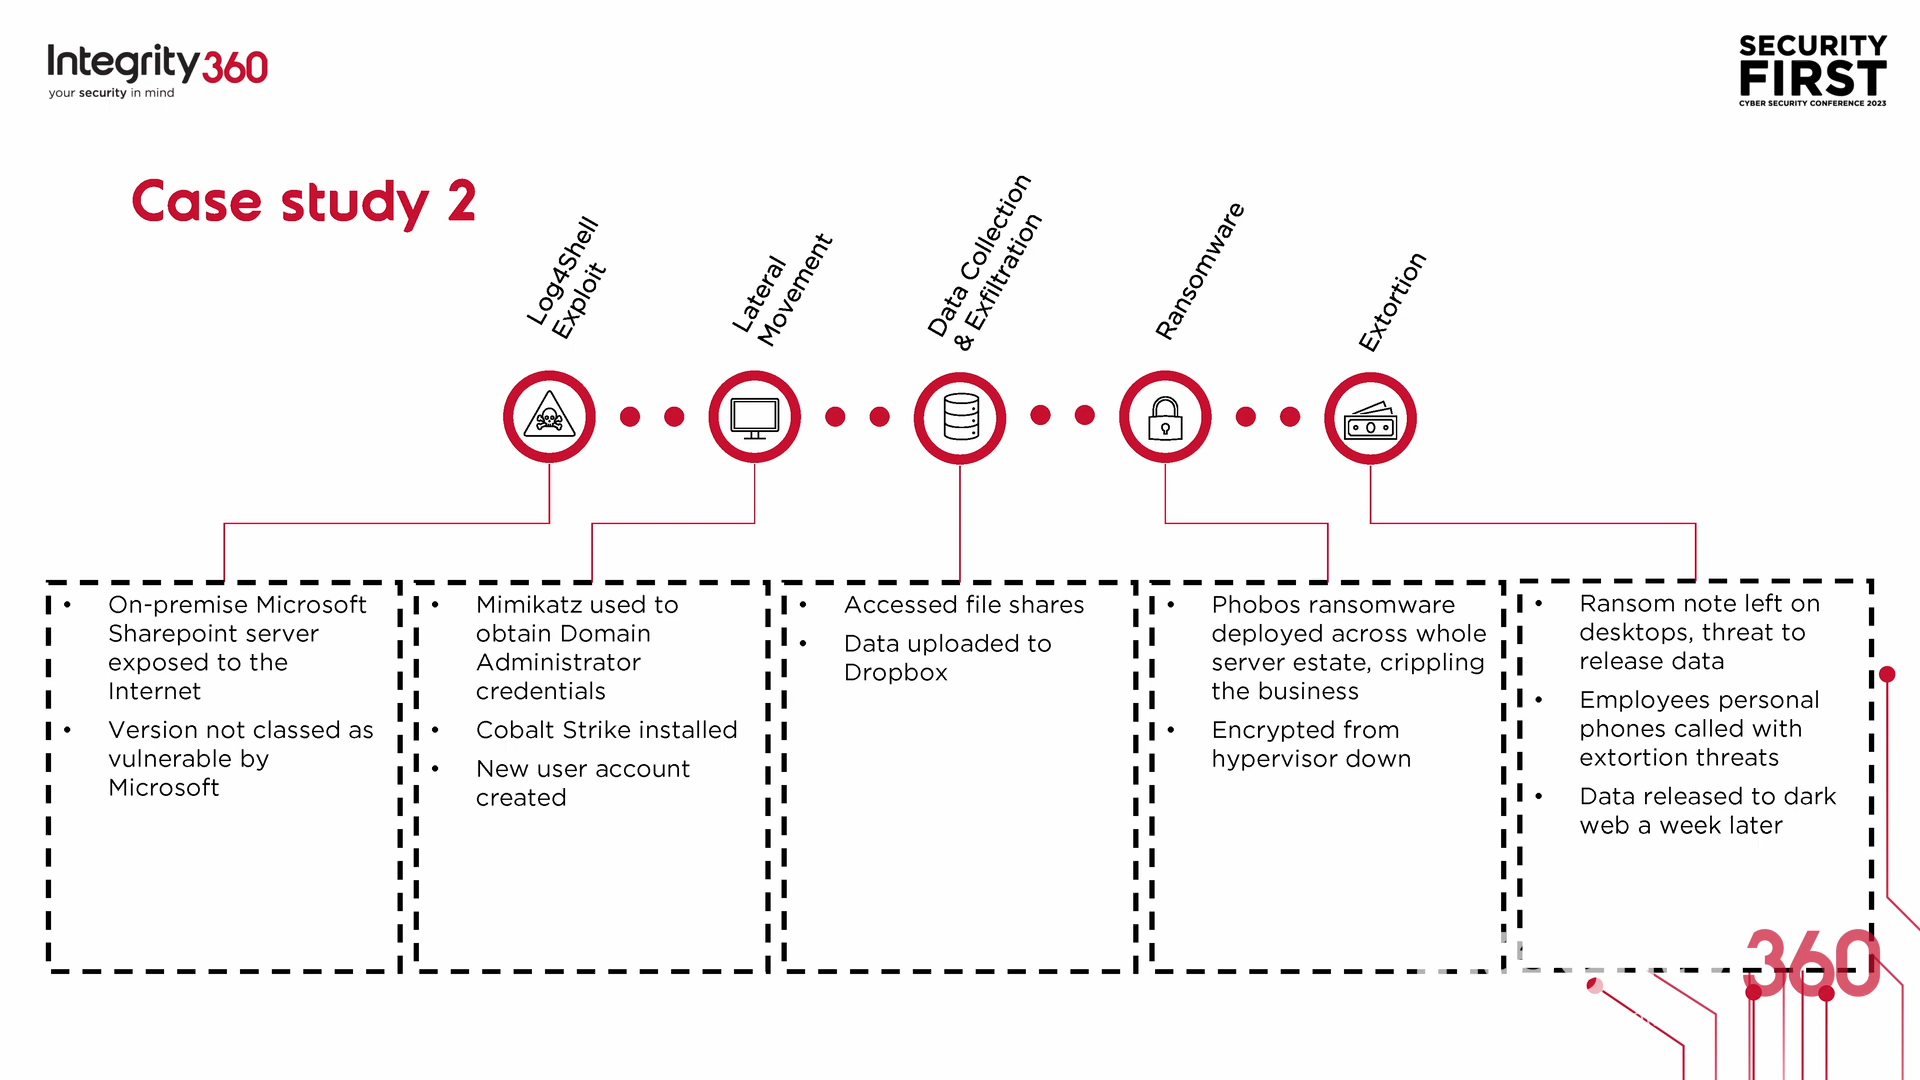 Integrity360
your security in mind
SECURITY
FIRST
CYBER SECURITY CONFERENCE 2023
Case study 2
Log4Shell
Exploit
Lateral
Movement
Data Collection
& Exfiltration
Ransomware
Extortion
• On-premise Microsoft
Sharepoint server
exposed to the
Internet
• Version not classed as
vulnerable by
Microsoft
• Mimikatz used to
obtain Domain
Administrator
credentials
• Cobalt Strike installed
• New user account
created
• Accessed file shares
• Data uploaded to
Dropbox
• Phobos ransomware
deployed across whole
server estate, crippling
the business
• Encrypted from
hypervisor down
• Ransom note left on
desktops, threat to
release data
• Employees personal
phones called with
extortion threats
• Data released to dark
web a week later
360